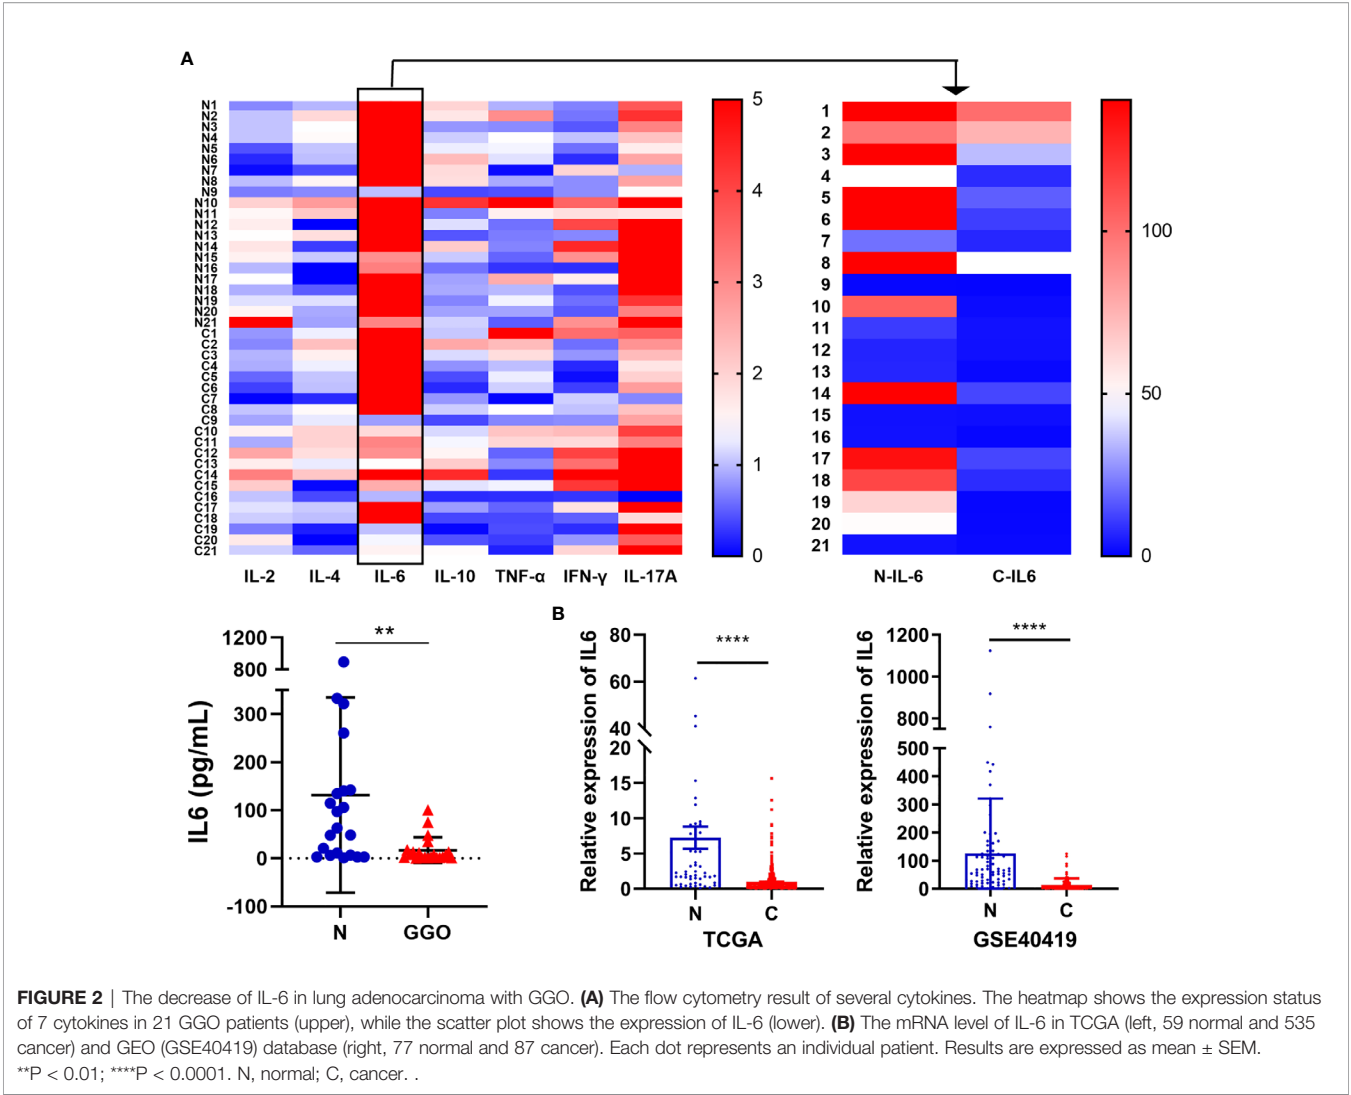 A
N1
N2
N3
N4
N5
N6
N7
N8
N9
N10
N11
N12
N13
N14
N15
N16
N17
N18
N19
N20
N21
C1
C2
C3
C4
C5
C6
C7
C8
C9
C10
C11
C12
C13
C14
C15
C16
C17
C18
C19
C20
C21
IL-2 IL-4 IL-6 IL-10 TNF-α IFN-γ IL-17A
5
4
3
2
1
0
1
2
3
4
5
6
7
8
9
10
11
12
13
14
15
16
17
18
19
20
21
N-IL-6 C-IL6
100
50
0
IL6 (pg/mL)
1200
800
300
200
100
0
-100
**
N GGO
B
Relative expression of IL6
80
60
40
20
15
10
5
0
****
N C
TCGA
Relative expression of IL6
1200
1000
800
500
400
300
200
100
0
****
N C
GSE40419
FIGURE 2 | The decrease of IL-6 in lung adenocarcinoma with GGO. (A) The flow cytometry result of several cytokines. The heatmap shows the expression status
of 7 cytokines in 21 GGO patients (upper), while the scatter plot shows the expression of IL-6 (lower). (B) The mRNA level of IL-6 in TCGA (left, 59 normal and 535
cancer) and GEO (GSE40419) database (right, 77 normal and 87 cancer). Each dot represents an individual patient. Results are expressed as mean ± SEM.
**P < 0.01; ****P < 0.0001. N, normal; C, cancer. .